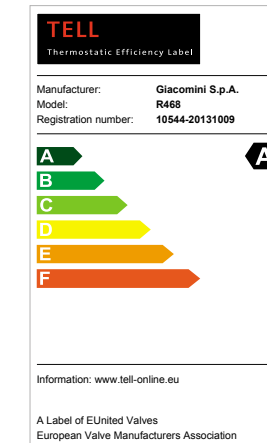 TELL
Thermostatic Efficiency Label
Manufacturer: Giacomini S.p.A.
Model: R468
Registration number: 10544-20131009
A A
B
C
D
E
F
Information: www.tell-online.eu
A Label of EUnited Valves
European Valve Manufacturers Association